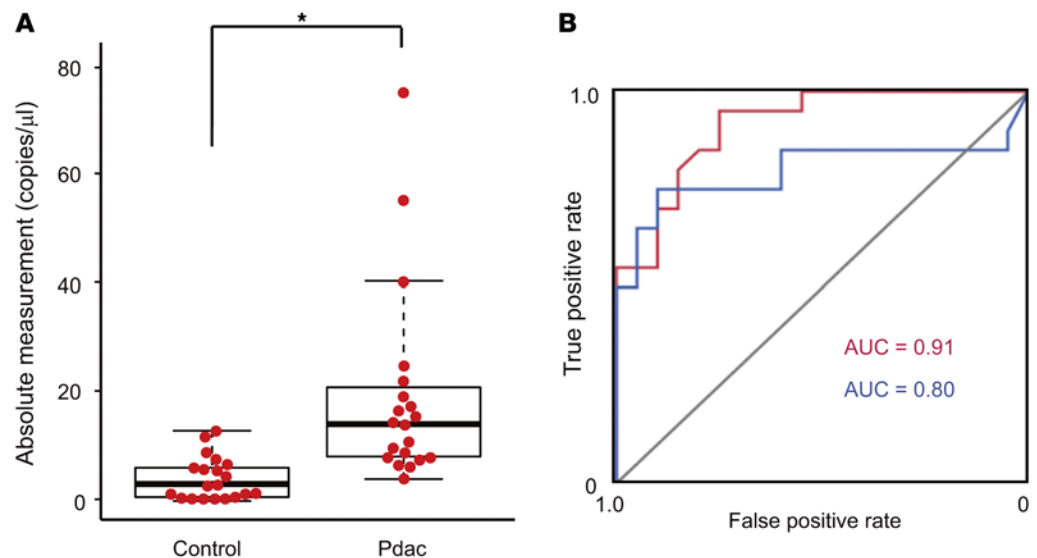 A
*
Absolute measurement (copies/µl)
80
60
40
20
0
Control
Pdac
B
True positive rate
1.0
0
AUC = 0.91
AUC = 0.80
1.0
0
False positive rate